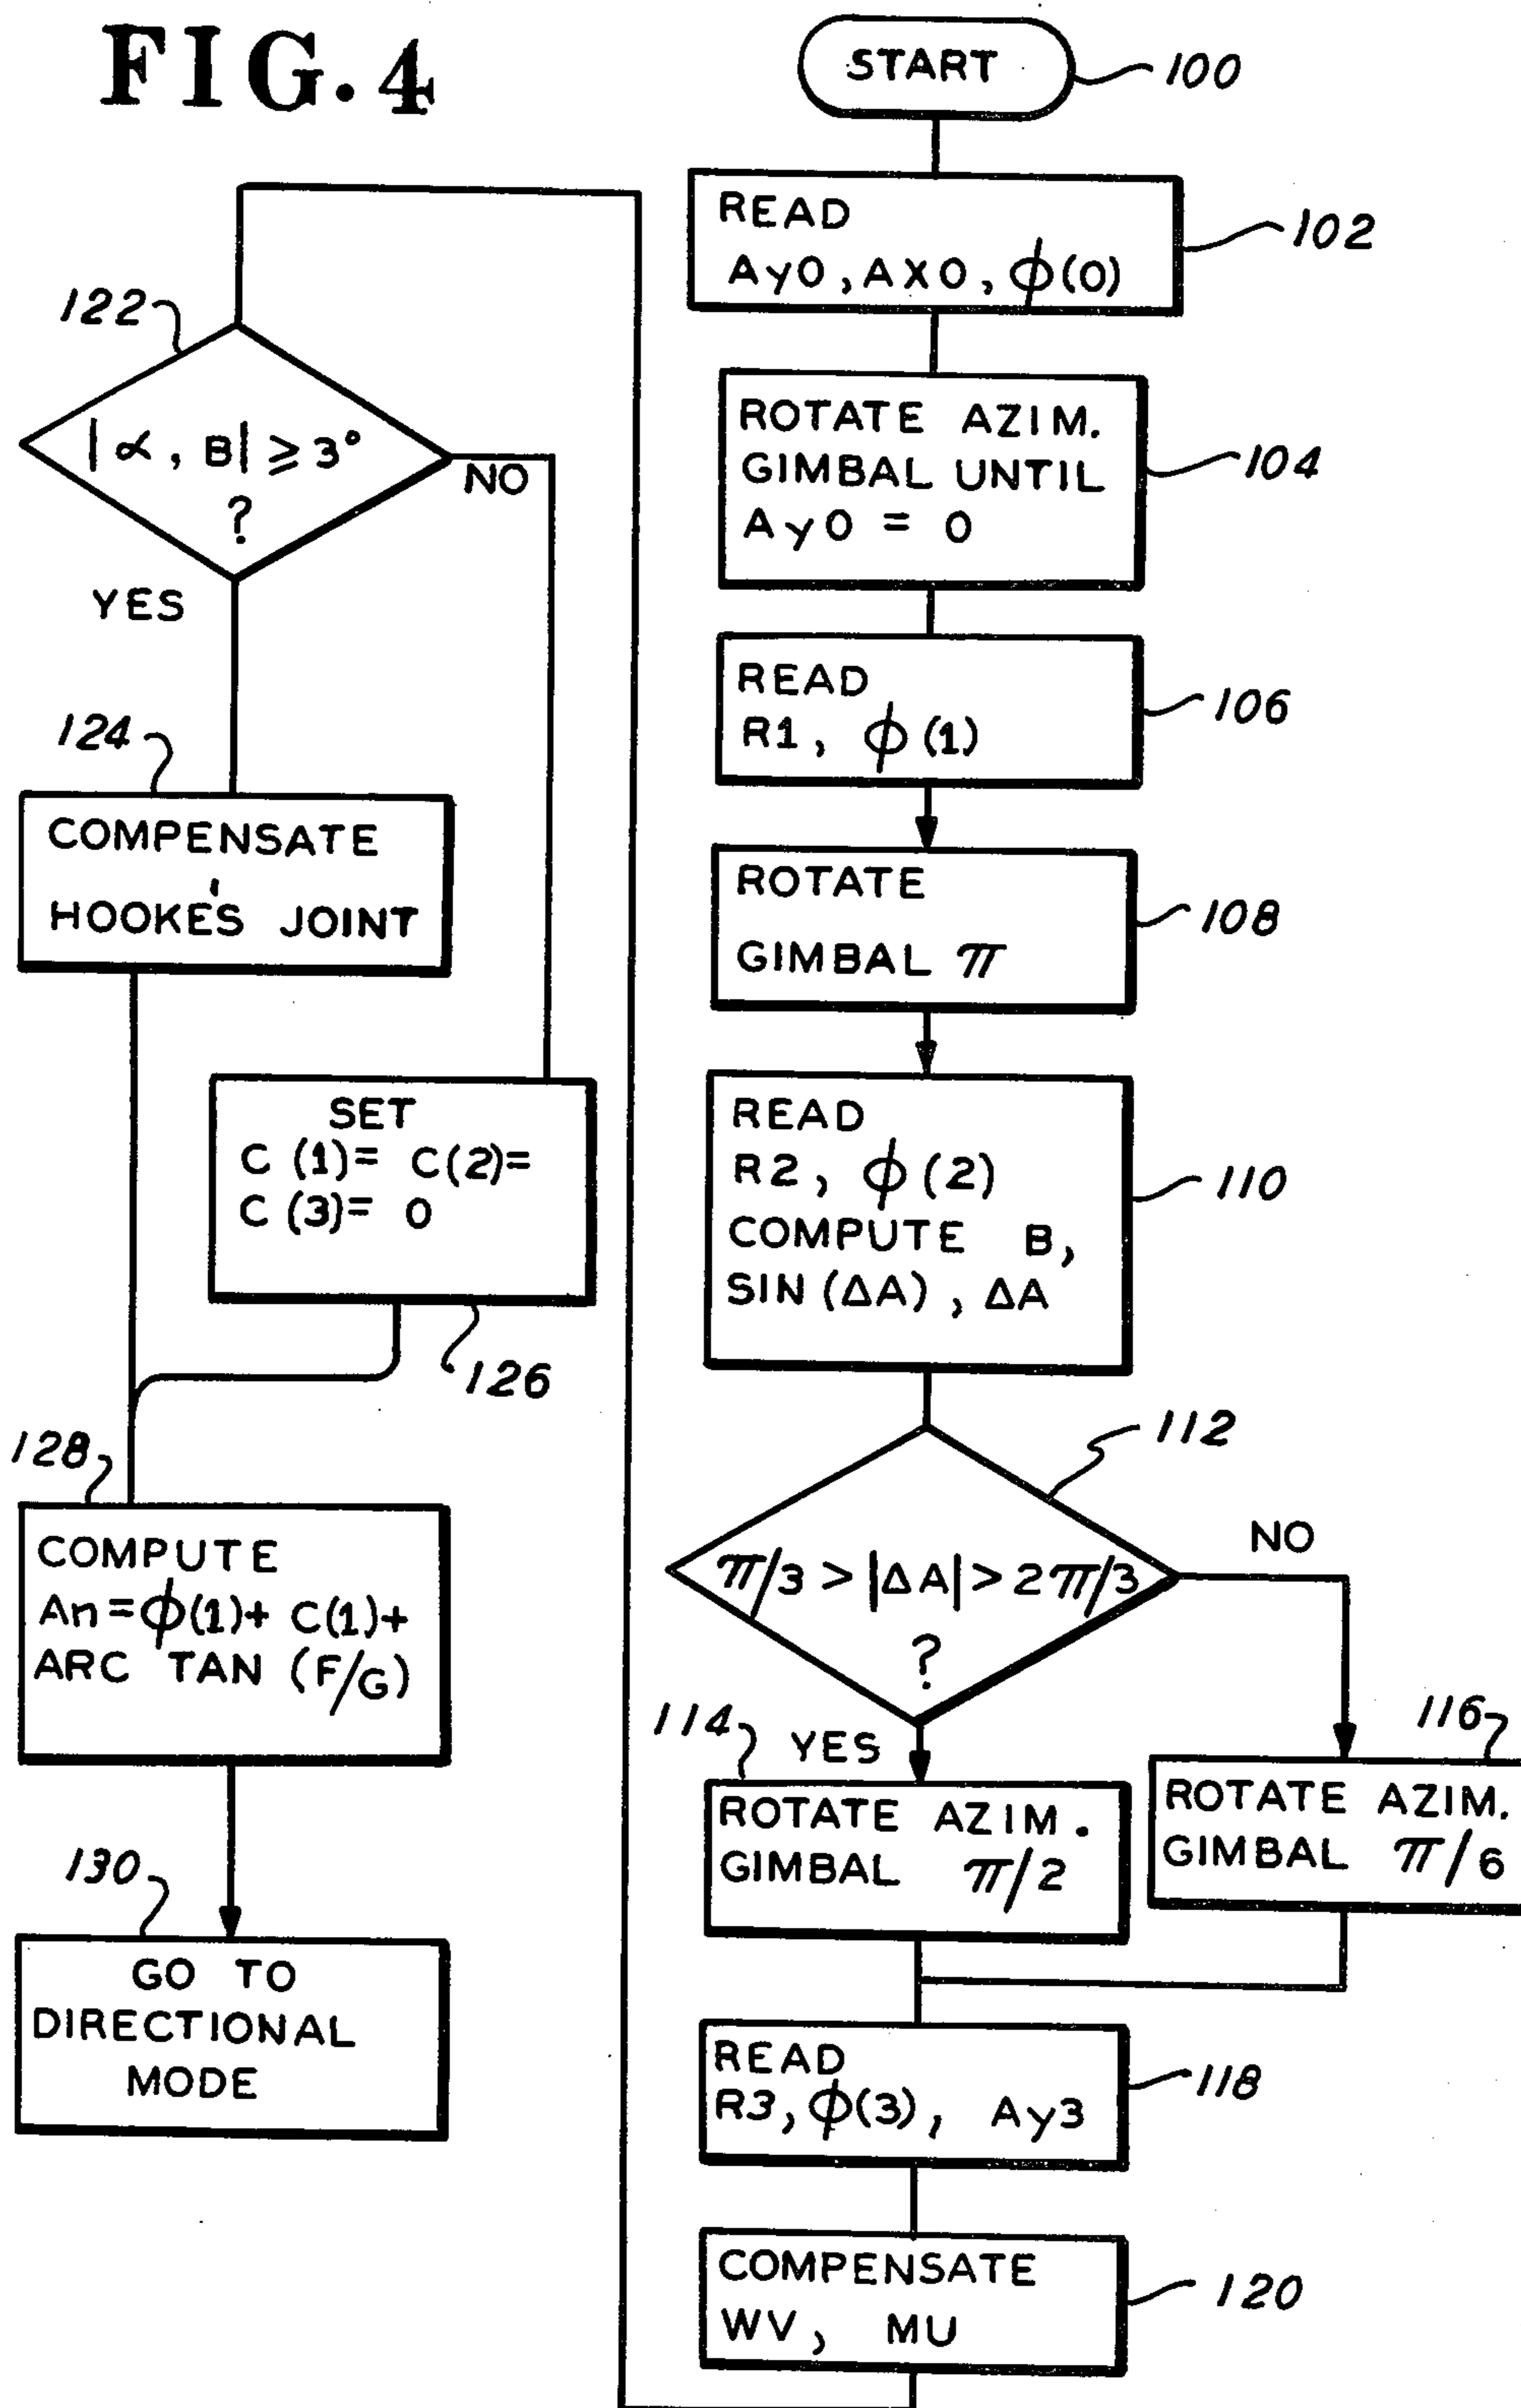 FIG. 4
START
100
READ
Ay0, AX0, ϕ(0)
102
ROTATE AZIM.
GIMBAL UNTIL
Ay0 = 0
104
READ
R1, ϕ(1)
106
ROTATE
GIMBAL π
108
READ
R2, ϕ(2)
COMPUTE B,
SIN (ΔA), ΔA
110
112
π/3 > |ΔA| > 2π/3
?
NO
YES
114
ROTATE AZIM.
GIMBAL π/2
116
ROTATE AZIM.
GIMBAL π/6
READ
R3, ϕ(3), Ay3
118
COMPENSATE
WV, MU
120
122
|α, B| ≥ 3°
?
NO
YES
124
COMPENSATE
HOOKE'S JOINT
SET
C (1)= C(2)=
C (3)= 0
126
128
COMPUTE
An=ϕ(1)+ C(1)+
ARC TAN (F/G)
130
GO TO
DIRECTIONAL
MODE